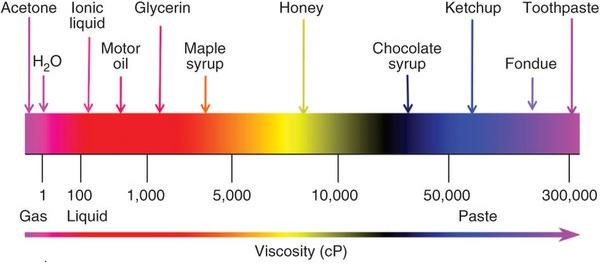 Acetone
Ionic
liquid
Glycerin
Honey
Ketchup
Toothpaste
H₂O
Motor
oil
Maple
syrup
Chocolate
syrup
Fondue
1
100
1,000
5,000
10,000
50,000
300,000
Gas
Liquid
Paste
Viscosity (cP)